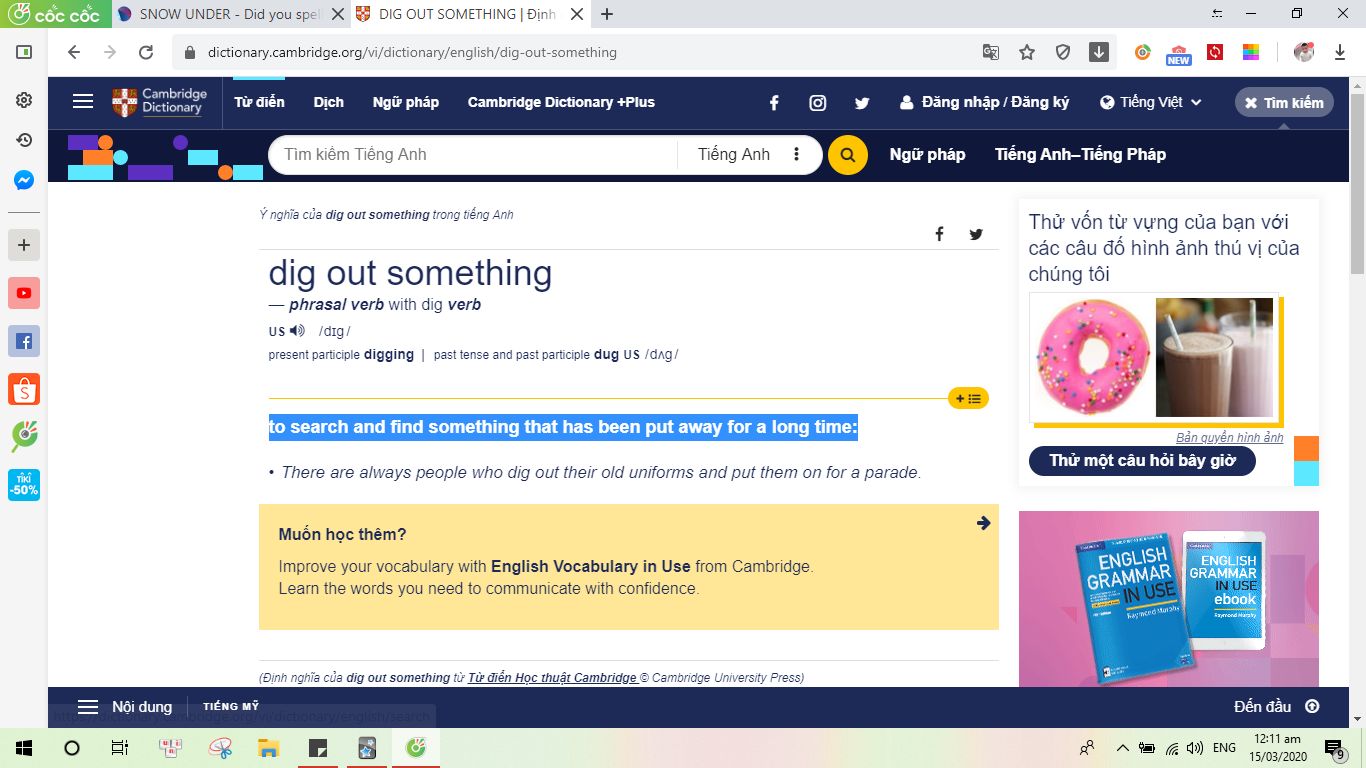 cốc cốc
SNOW UNDER - Did you spel
DIG OUT SOMETHING | Định
dictionary.cambridge.org/vi/dictionary/english/dig-out-something
NEW
Cambridge
Dictionary
Từ điển
Dịch
Ngữ pháp
Cambridge Dictionary +Plus
Đăng nhập / Đăng ký
Tiếng Việt
Tìm kiếm
Tìm kiếm Tiếng Anh
Tiếng Anh
Ngữ pháp
Tiếng Anh–Tiếng Pháp
Ý nghĩa của dig out something trong tiếng Anh
dig out something
— phrasal verb with dig verb
US /dɪɡ/
present participle digging | past tense and past participle dug US /dʌɡ/
to search and find something that has been put away for a long time:
• There are always people who dig out their old uniforms and put them on for a parade.
Muốn học thêm?
Improve your vocabulary with English Vocabulary in Use from Cambridge.
Learn the words you need to communicate with confidence.
(Định nghĩa của dig out something từ Từ điển Học thuật Cambridge © Cambridge University Press)
Thử vốn từ vựng của bạn với
các câu đố hình ảnh thú vị của
chúng tôi
Bản quyền hình ảnh
Thử một câu hỏi bây giờ
ENGLISH
GRAMMAR
IN USE
Raymond Murphy
ENGLISH
GRAMMAR
IN USE
ebook
Raymond Murphy
TIKI
-50%
Nội dung
TIẾNG MỸ
Đến đầu
https://dictionary.cambridge.org/vi/dictionary/english/search
ENG
12:11 am
15/03/2020
9